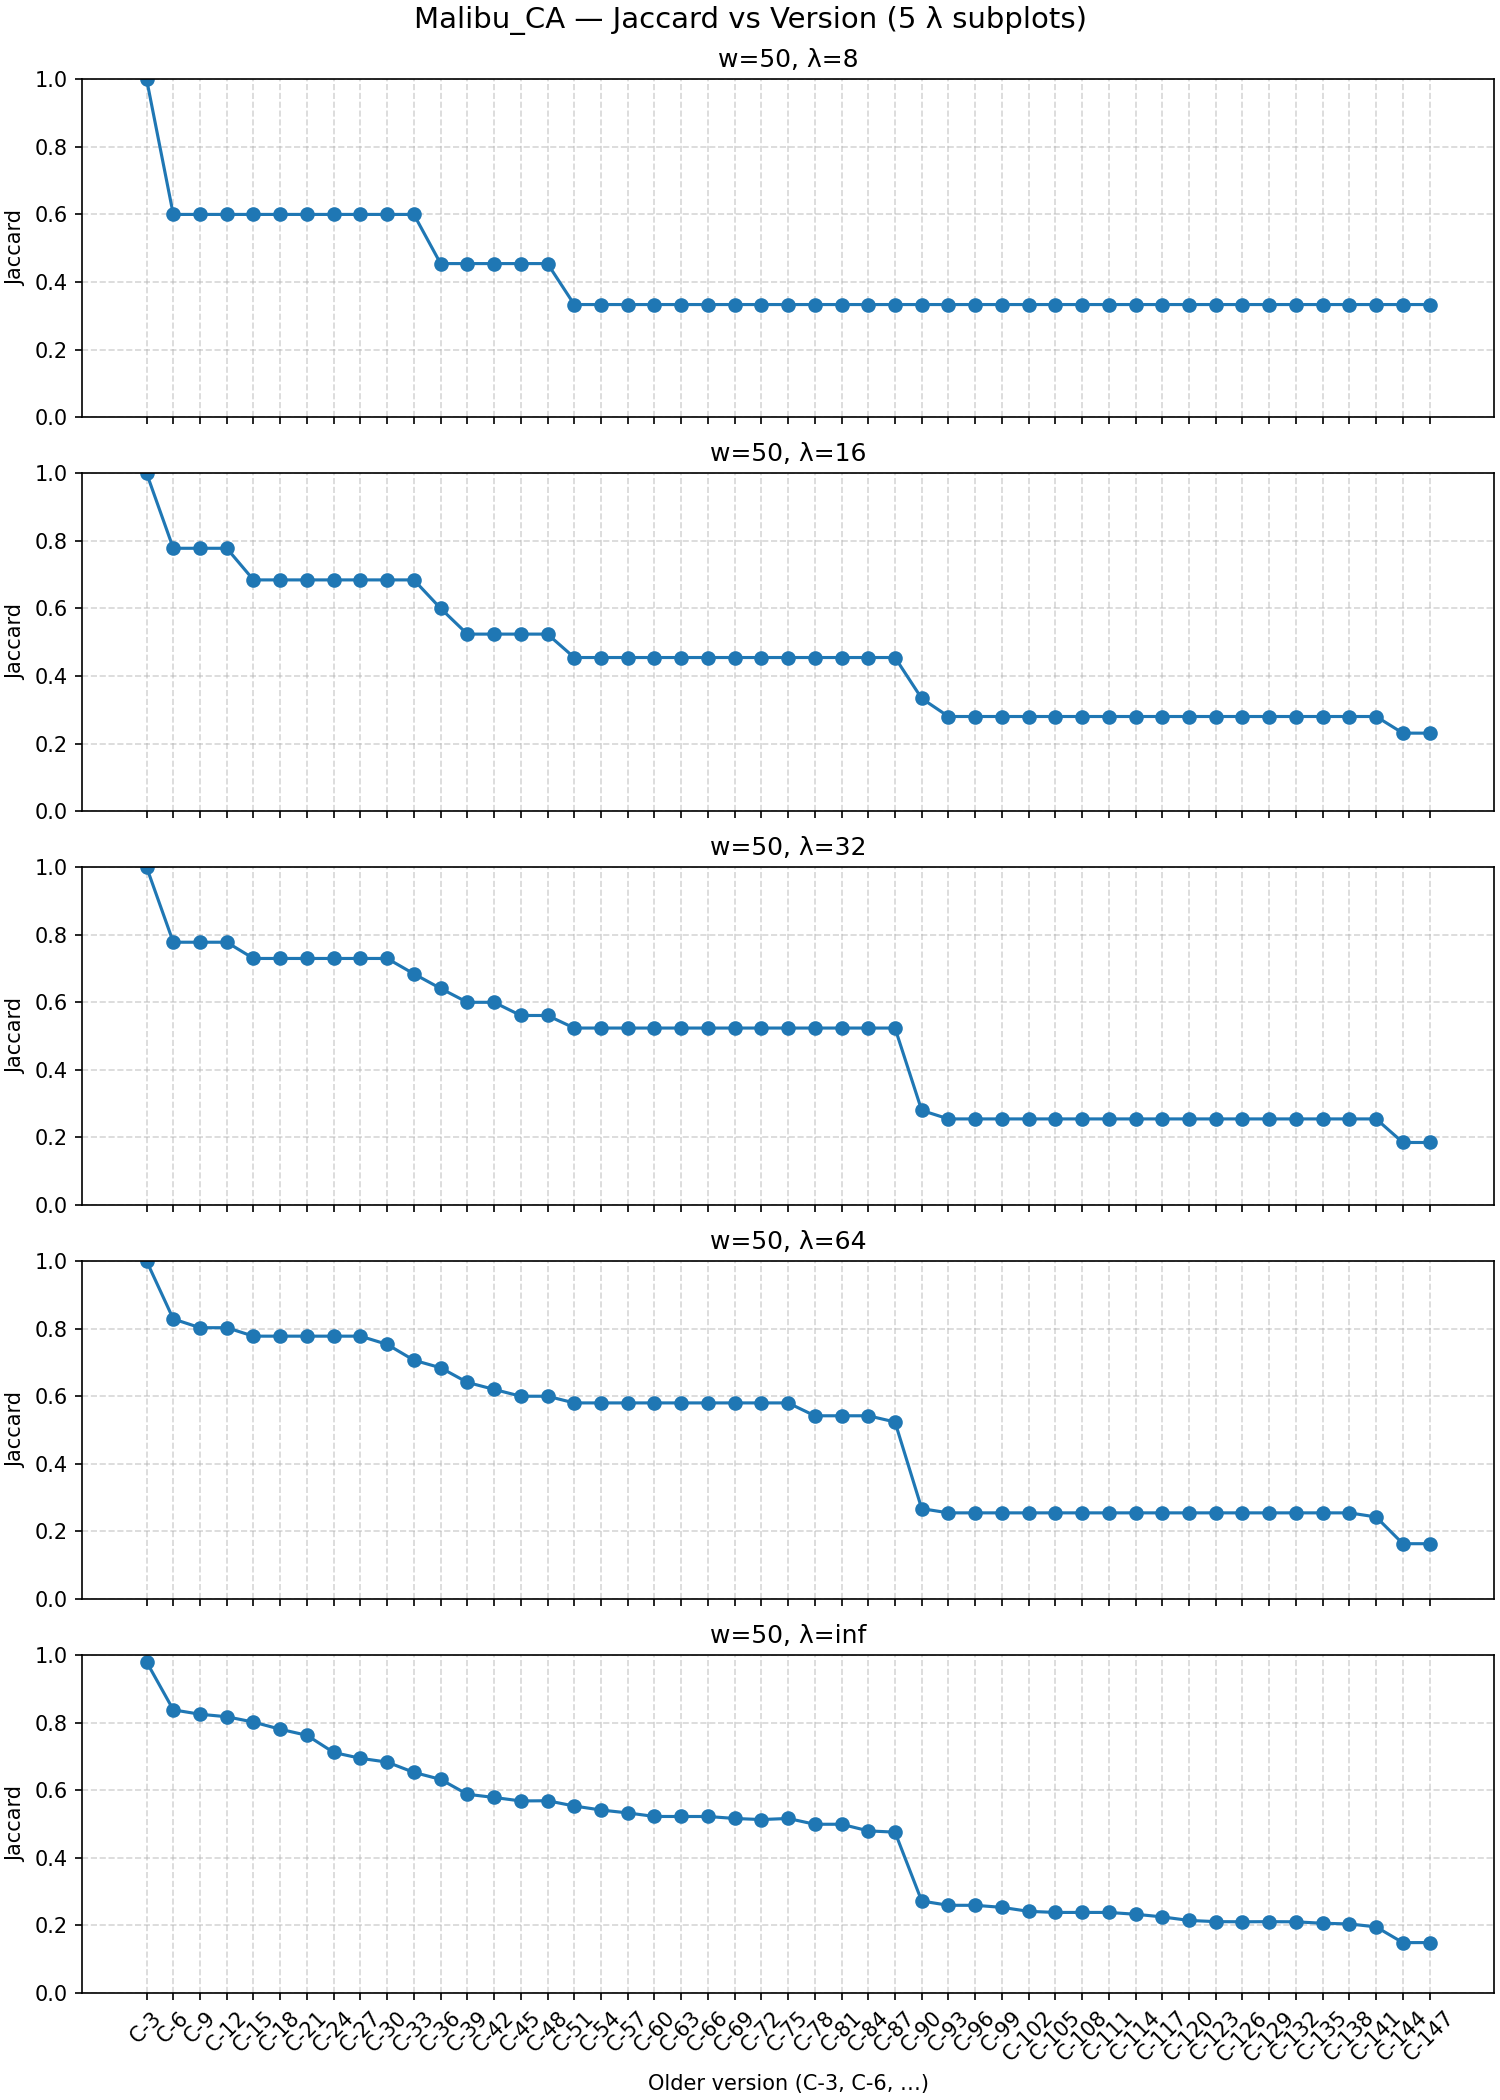 Malibu_CA — Jaccard vs Version (5 λ subplots)
w=50, λ=8
1.0
0.8
0.6
0.4
0.2
0.0
Jaccard
w=50, λ=16
1.0
0.8
0.6
0.4
0.2
0.0
Jaccard
w=50, λ=32
1.0
0.8
0.6
0.4
0.2
0.0
Jaccard
w=50, λ=64
1.0
0.8
0.6
0.4
0.2
0.0
Jaccard
w=50, λ=inf
1.0
0.8
0.6
0.4
0.2
0.0
Jaccard
C-3 C-6 C-9 C-12 C-15 C-18 C-21 C-24 C-27 C-30 C-33 C-36 C-39 C-42 C-45 C-48 C-51 C-54 C-57 C-60 C-63 C-66 C-69 C-72 C-75 C-78 C-81 C-84 C-87 C-90 C-93 C-96 C-99 C-102 C-105 C-108 C-111 C-114 C-117 C-120 C-123 C-126 C-129 C-132 C-135 C-138 C-141 C-144 C-147
Older version (C-3, C-6, ...)